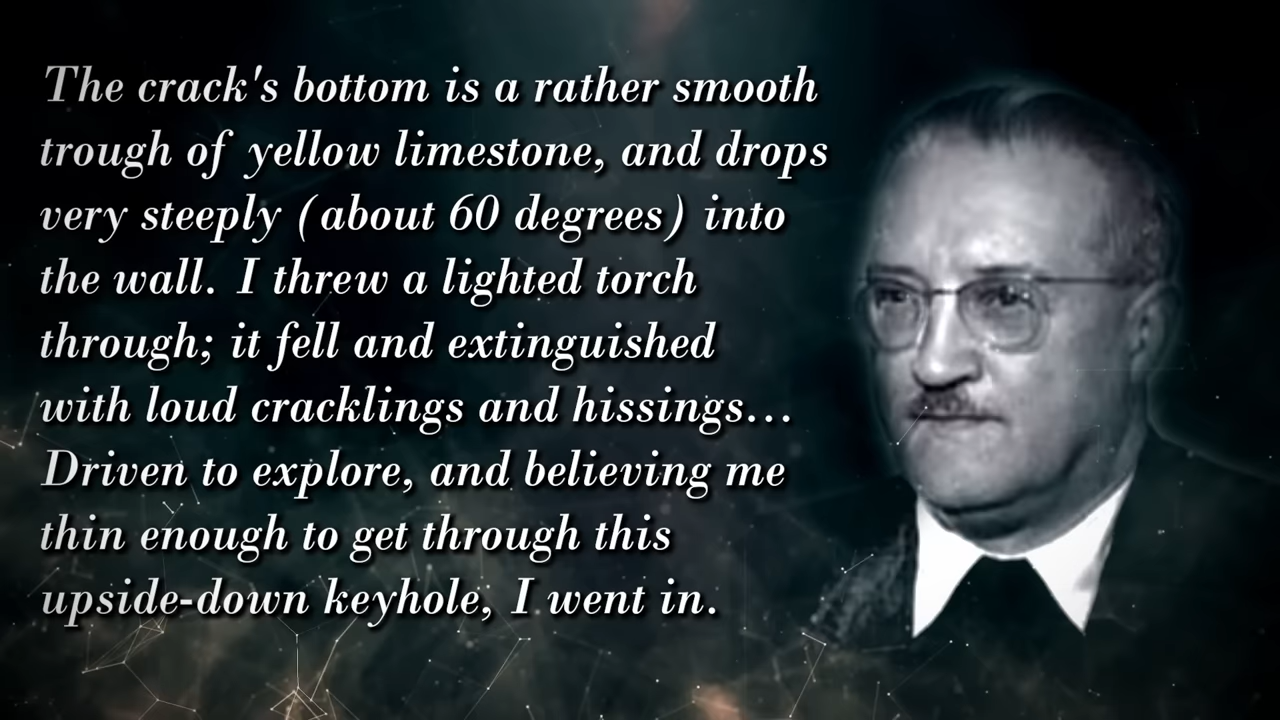 The crack's bottom is a rather smooth
trough of yellow limestone, and drops
very steeply (about 60 degrees) into
the wall. I threw a lighted torch
through; it fell and extinguished
with loud cracklings and hissings...
Driven to explore, and believing me
thin enough to get through this
upside-down keyhole, I went in.